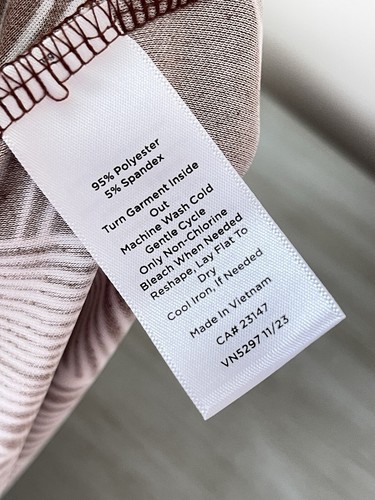 95% Polyester
5% Spandex
Turn Garment Inside
Out
Machine Wash Cold
Gentle Cycle
Only Non-Chlorine
Bleach When Needed
Reshape, Lay Flat To
Dry
Cool Iron, If Needed
Made in Vietnam
CA# 23147
VN5297 11/23